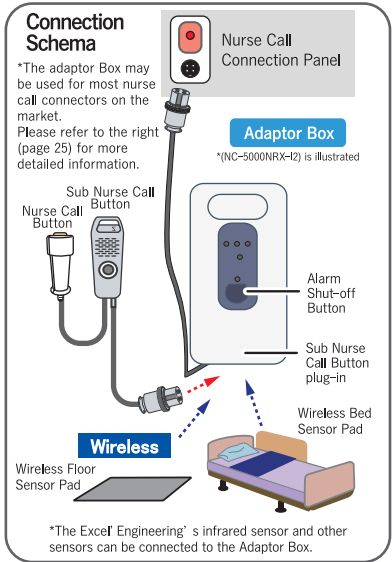 Connection
Schema
*The adaptor Box may
be used for most nurse
call connectors on the
market.
Please refer to the right
(page 25) for more
detailed information.
Nurse Call
Connection Panel
Adaptor Box
*(NC-5000NRX-I2) is illustrated
Sub Nurse Call
Button
Nurse Call
Button
Alarm
Shut-off
Button
Sub Nurse
Call Button
plug-in
Wireless Bed
Sensor Pad
Wireless
Wireless Floor
Sensor Pad
*The Excel' Engineering' s infrared sensor and other
sensors can be connected to the Adaptor Box.